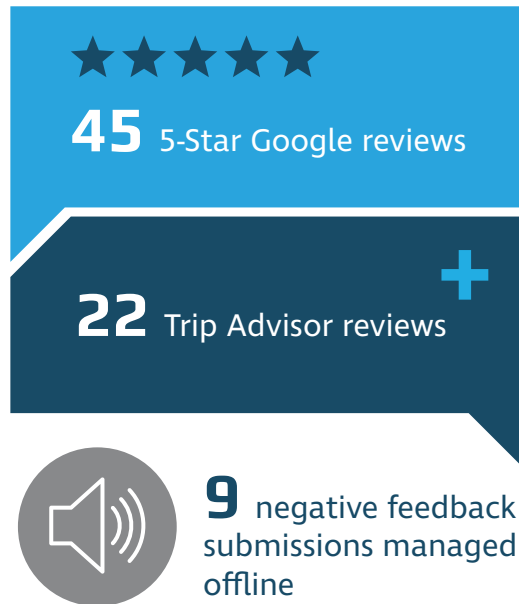 45 5-Star Google reviews
22 Trip Advisor reviews
9 negative feedback
submissions managed
offline